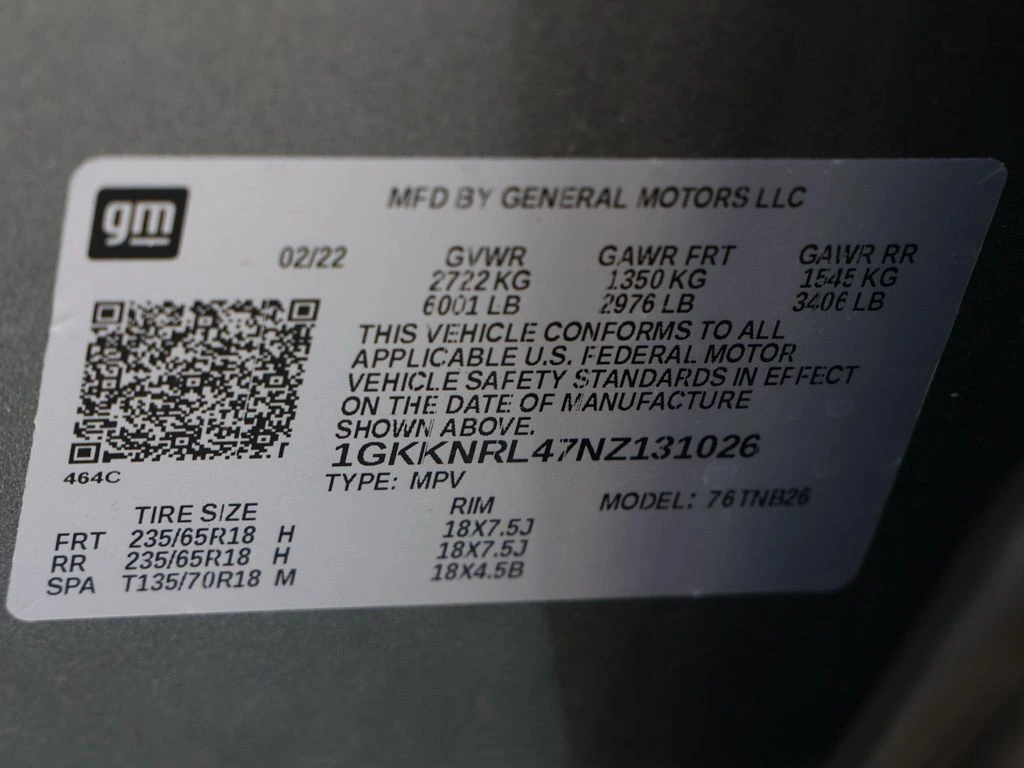 gm
MFD BY GENERAL MOTORS LLC
02/22 GVWR GAWR FRT GAWR RR
2722 KG 1350 KG 1545 KG
6001 LB 2976 LB 3406 LB
THIS VEHICLE CONFORMS TO ALL
APPLICABLE U.S. FEDERAL MOTOR
VEHICLE SAFETY STANDARDS IN EFFECT
ON THE DATE OF MANUFACTURE
SHOWN ABOVE.
1GKKNRL47NZ131026
464C
TYPE: MPV
MODEL: 76TNB26
TIRE SIZE RIM
FRT 235/65R18 H 18X7.5J
RR 235/65R18 H 18X7.5J
SPA T135/70R18 M 18X4.5B